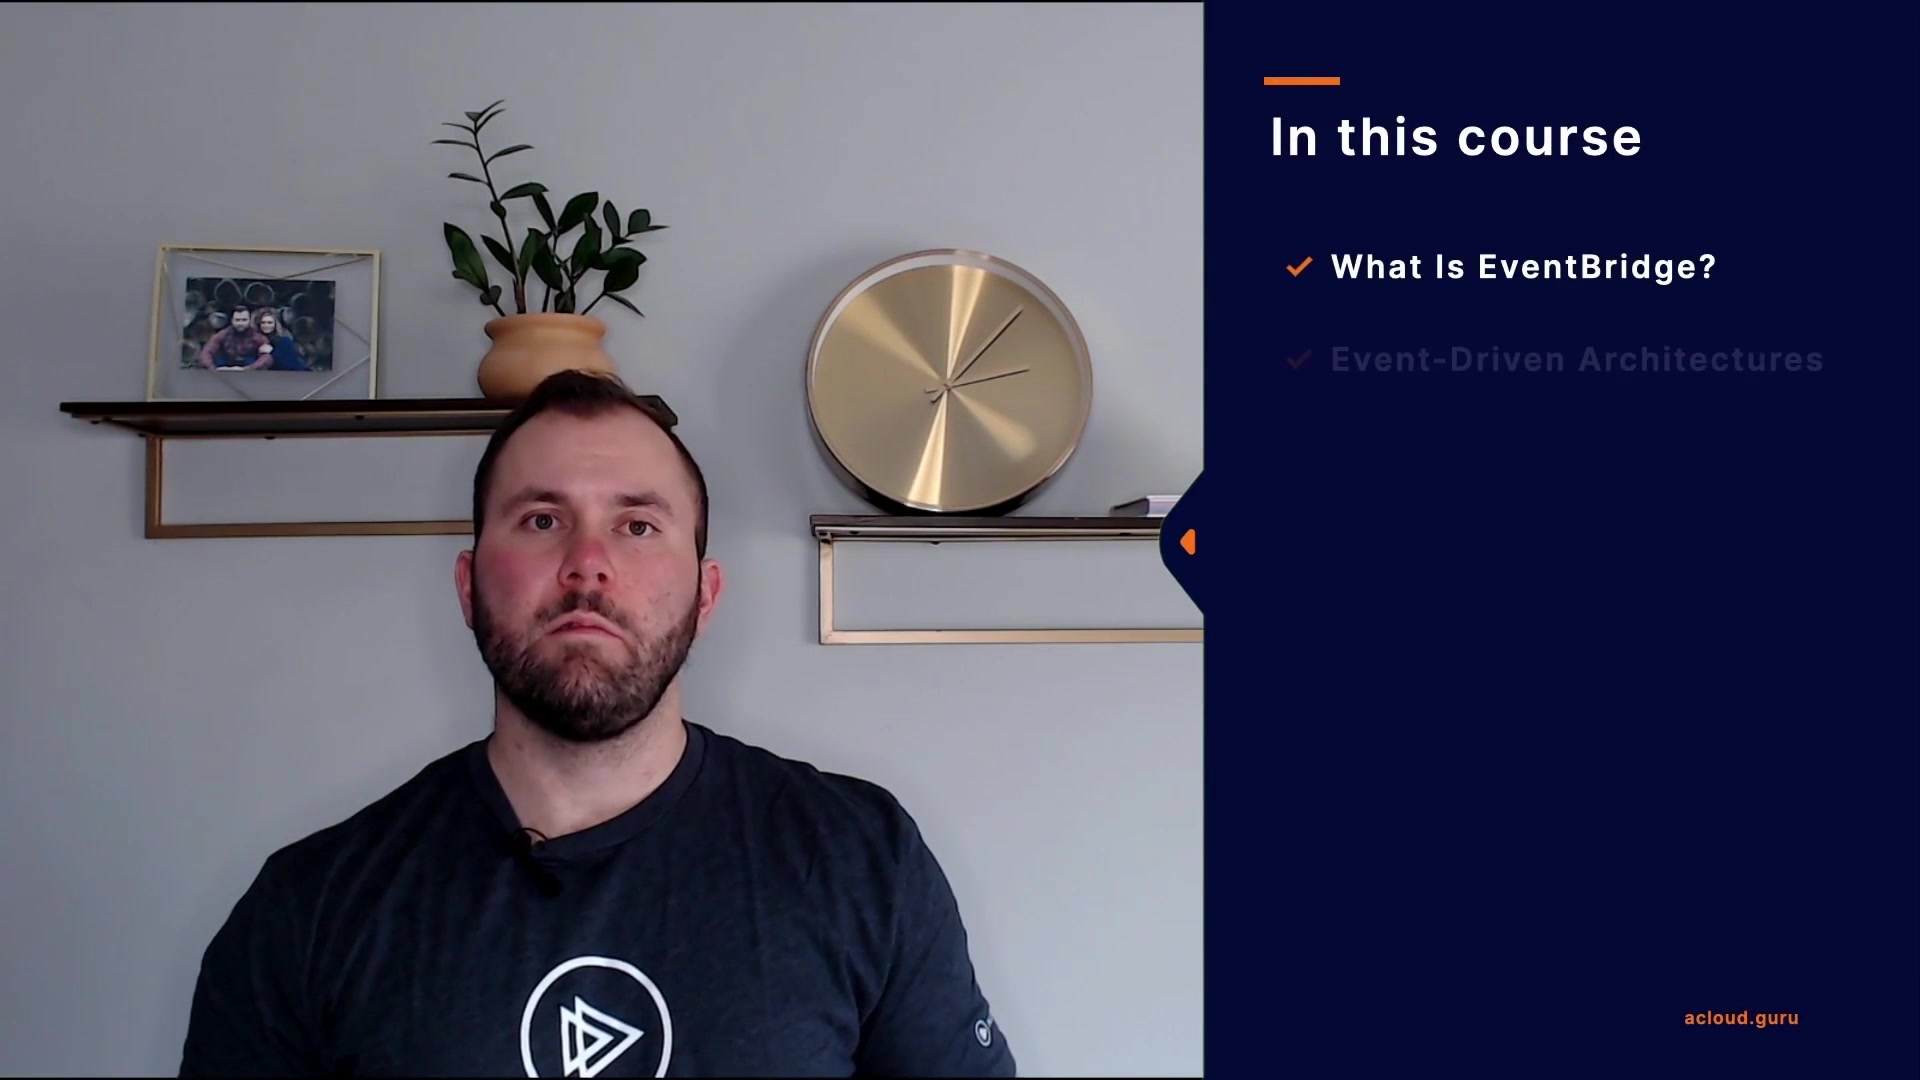 In this course
What Is EventBridge?
Event-Driven Architectures
acloud.guru